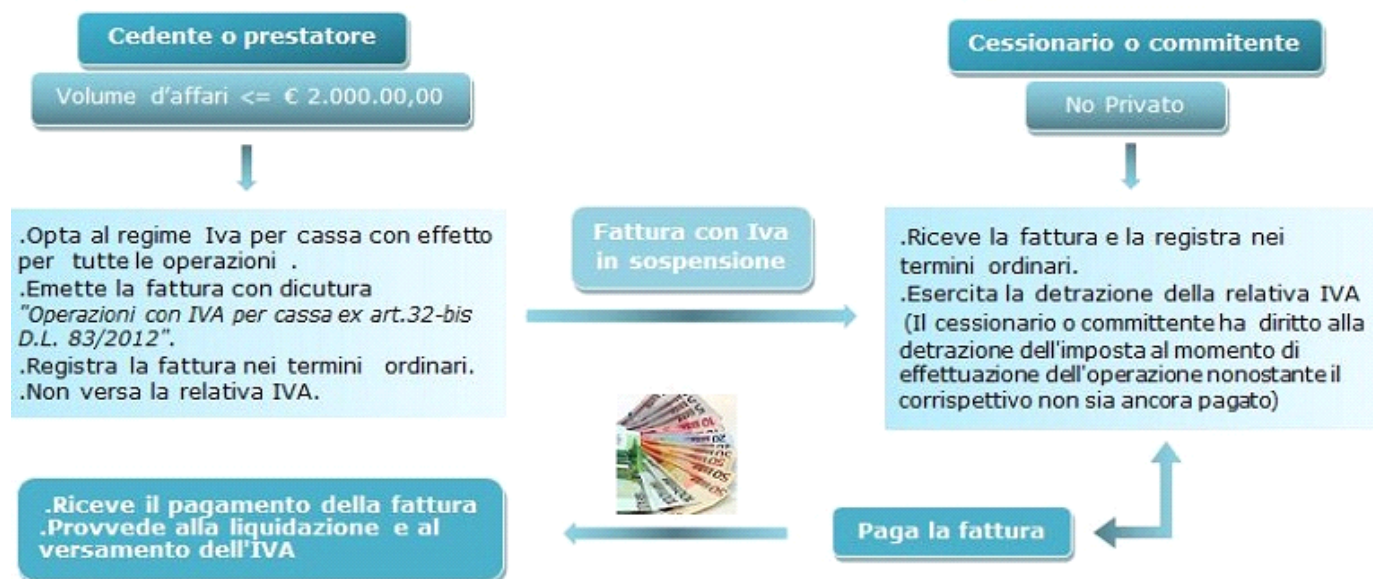 Cedente o prestatore
Volume d'affari <= € 2.000.00,00
.Opta al regime Iva per cassa con effetto
per tutte le operazioni .
.Emette la fattura con dicutura
"Operazioni con IVA per cassa ex art.32-bis
D.L. 83/2012".
.Registra la fattura nei termini ordinari.
.Non versa la relativa IVA.
Fattura con Iva
in sospensione
Cessionario o commitente
No Privato
.Riceve la fattura e la registra nei
termini ordinari.
.Esercita la detrazione della relativa IVA
(Il cessionario o committente ha diritto alla
detrazione dell'imposta al momento di
effettuazione dell'operazione nonostante il
corrispettivo non sia ancora pagato)
Paga la fattura
.Riceve il pagamento della fattura
.Provvede alla liquidazione e al
versamento dell'IVA